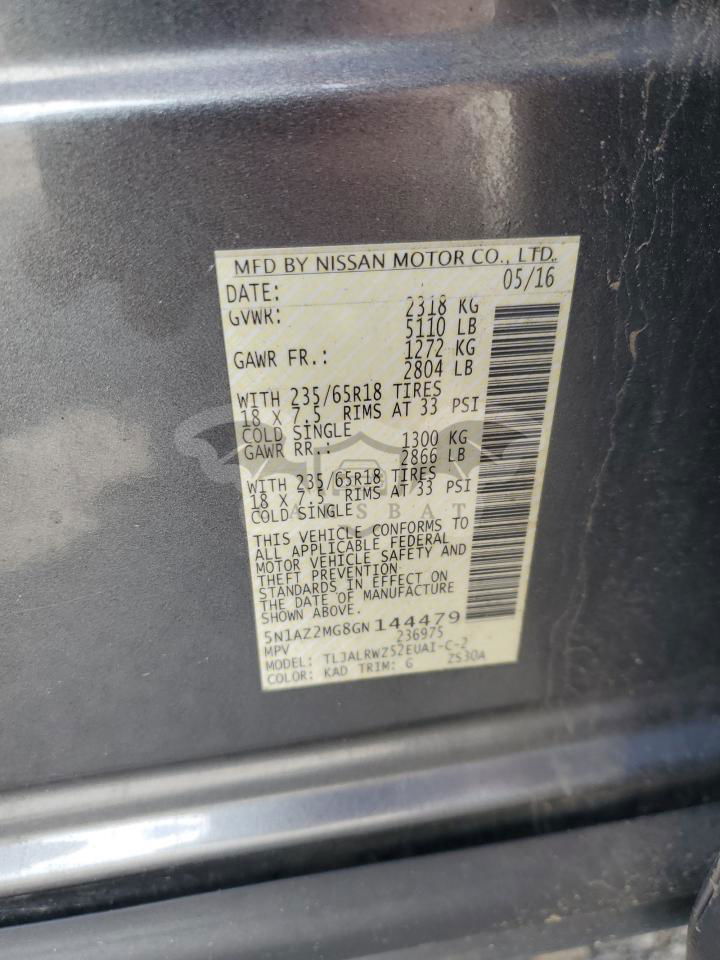 MFD BY NISSAN MOTOR CO., LTD.
DATE: 05/16
GVWR: 2318 KG
5110 LB
GAWR FR.: 1272 KG
2804 LB
WITH 235/65R18 TIRES
18 X 7.5 RIMS AT 33 PSI
COLD SINGLE
GAWR RR.: 1300 KG
2866 LB
WITH 235/65R18 TIRES
18 X 7.5 RIMS AT 33 PSI
COLD SINGLE
THIS VEHICLE CONFORMS TO
ALL APPLICABLE FEDERAL
MOTOR VEHICLE SAFETY AND
THEFT PREVENTION
STANDARDS IN EFFECT ON
THE DATE OF MANUFACTURE
SHOWN ABOVE.
5N1AZ2MG8GN144479
MPV 236975
MODEL: TLJALRWZ52EUAI-C-2
COLOR: KAD TRIM: G ZS30A